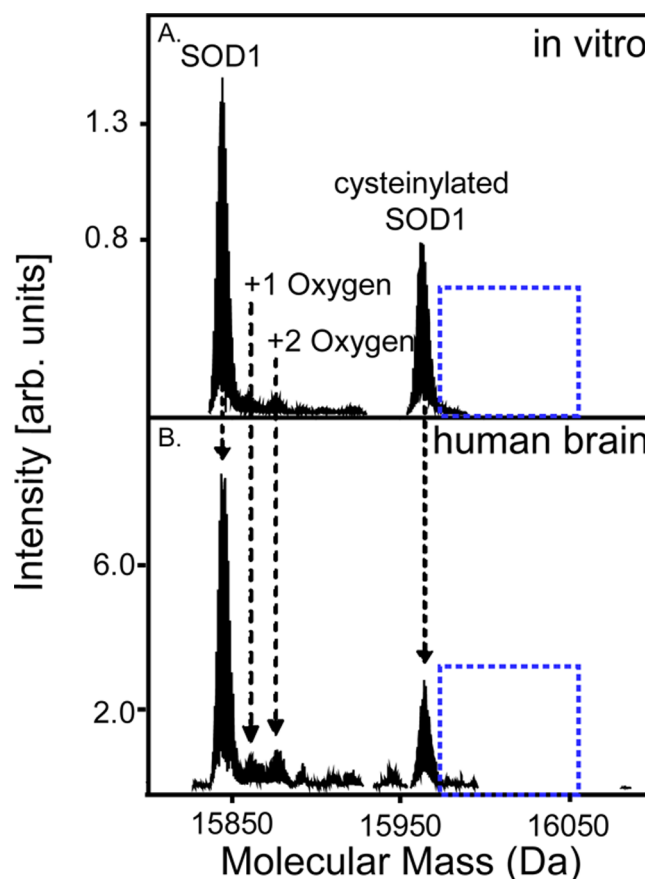 A.
in vitro
SOD1
1.3
cysteinylated
SOD1
0.8
+1 Oxygen
+2 Oxygen
Intensity [arb. units]
B.
human brain
6.0
2.0
15850
15950
16050
Molecular Mass (Da)